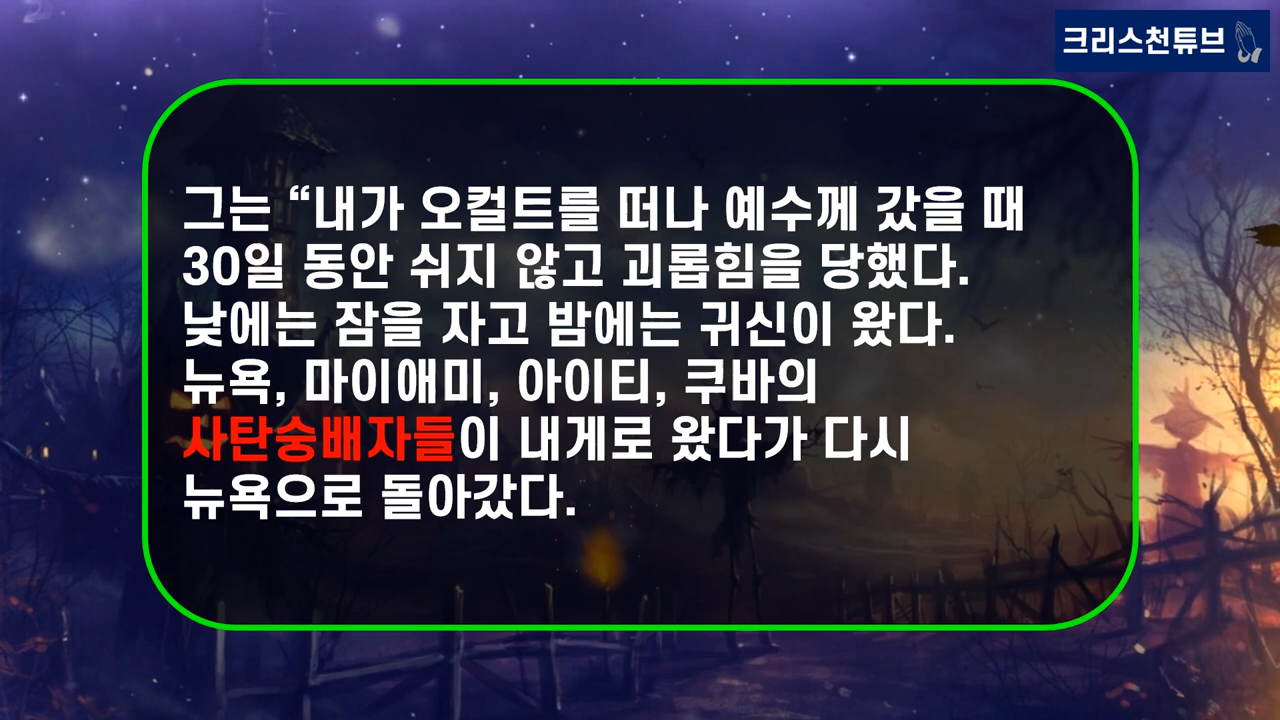 크리스천튜브
그는 “내가 오컬트를 떠나 예수께 갔을 때
30일 동안 쉬지 않고 괴롭힘을 당했다.
낮에는 잠을 자고 밤에는 귀신이 왔다.
뉴욕, 마이애미, 아이티, 쿠바의
사탄숭배자들이 내게로 왔다가 다시
뉴욕으로 돌아갔다.